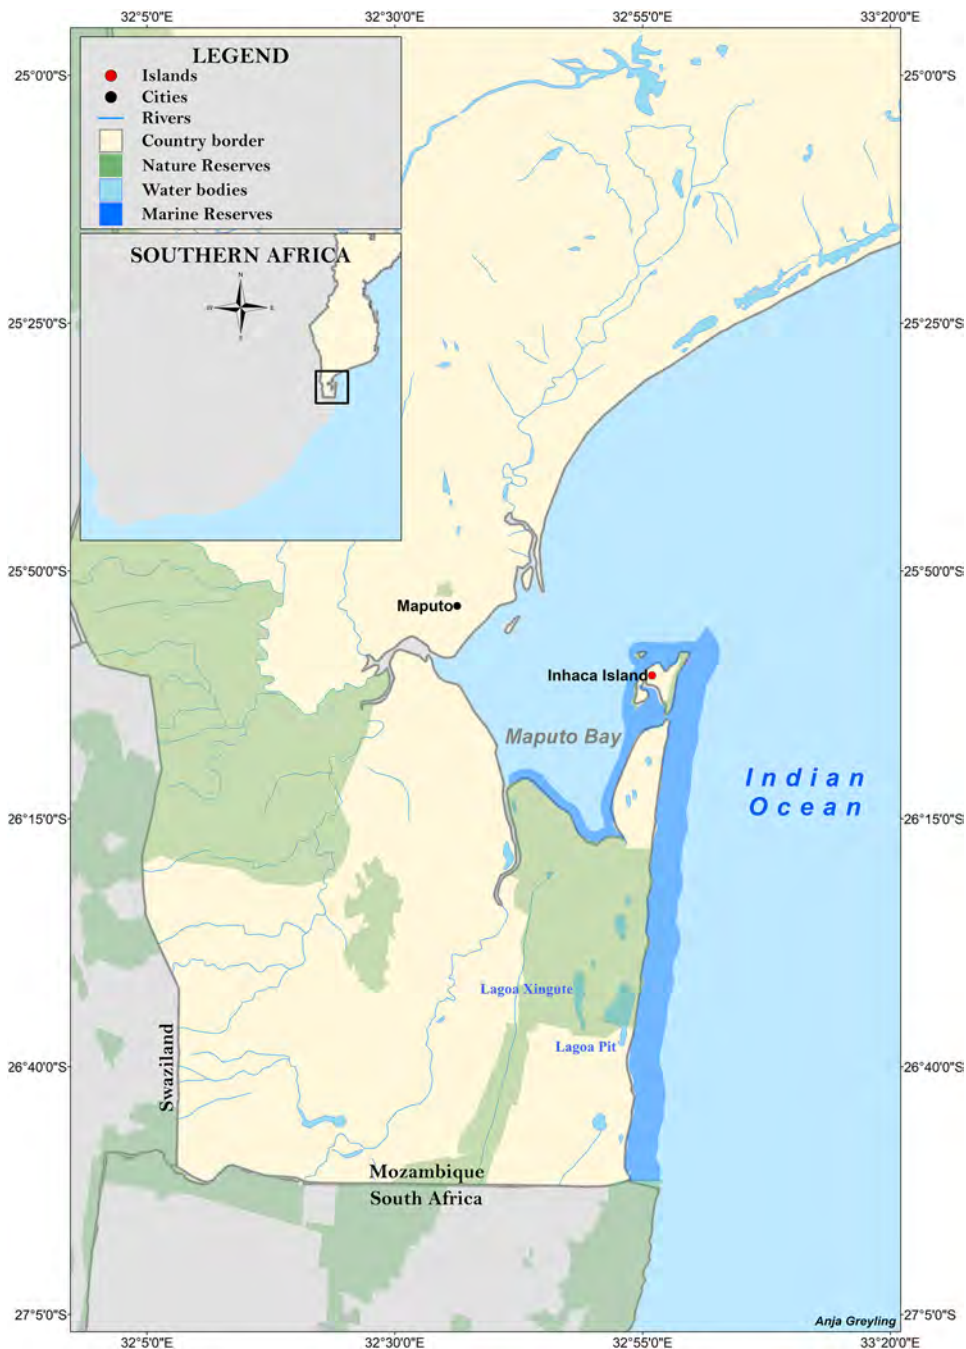 32°5'0"E
32°30'0"E
32°55'0"E
33°20'0"E
25°0'0"S
25°0'0"S
LEGEND
Islands
Cities
Rivers
Country border
Nature Reserves
Water bodies
Marine Reserves
SOUTHERN AFRICA
N
W
E
S
25°25'0"S
25°25'0"S
25°50'0"S
25°50'0"S
Maputo
Inhaca Island
Maputo Bay
Indian
Ocean
26°15'0"S
26°15'0"S
Lagoa Xingute
Lagoa Pit
Swaziland
26°40'0"S
26°40'0"S
Mozambique
South Africa
27°5'0"S
27°5'0"S
Anja Greyling
32°5'0"E
32°30'0"E
32°55'0"E
33°20'0"E